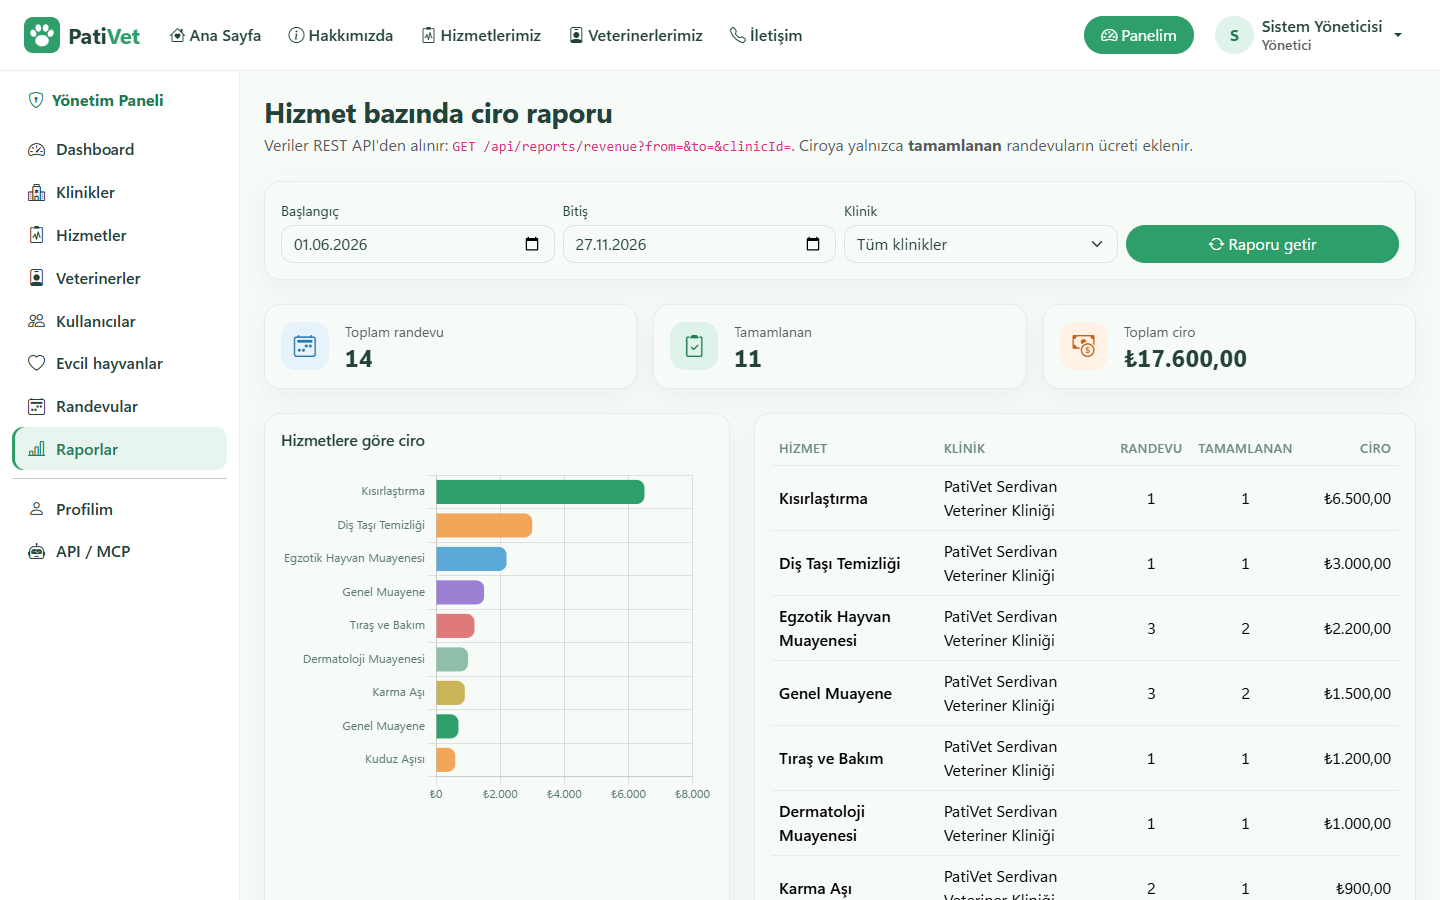 PatiVet
Ana Sayfa
Hakkımızda
Hizmetlerimiz
Veterinerlerimiz
İletişim
Panelim
S
Sistem Yöneticisi
Yönetici
Yönetim Paneli
Dashboard
Klinikler
Hizmetler
Veterinerler
Kullanıcılar
Evcil hayvanlar
Randevular
Raporlar
Profilim
API / MCP
Hizmet bazında ciro raporu
Veriler REST API'den alınır: GET /api/reports/revenue?from=&to=&clinicId=. Ciroya yalnızca tamamlanan randevuların ücreti eklenir.
Başlangıç
01.06.2026
Bitiş
27.11.2026
Klinik
Tüm klinikler
Raporu getir
Toplam randevu
14
Tamamlanan
11
Toplam ciro
₺17.600,00
Hizmetlere göre ciro
Kısırlaştırma
Diş Taşı Temizliği
Egzotik Hayvan Muayenesi
Genel Muayene
Tıraş ve Bakım
Dermatoloji Muayenesi
Karma Aşı
Genel Muayene
Kuduz Aşısı
₺0 ₺2.000 ₺4.000 ₺6.000 ₺8.000
HİZMET KLİNİK RANDEVU TAMAMLANAN CİRO
Kısırlaştırma PatiVet Serdivan 1 1 ₺6.500,00
Veteriner Kliniği
Diş Taşı Temizliği PatiVet Serdivan 1 1 ₺3.000,00
Veteriner Kliniği
Egzotik Hayvan PatiVet Serdivan 3 2 ₺2.200,00
Muayenesi Veteriner Kliniği
Genel Muayene PatiVet Serdivan 3 2 ₺1.500,00
Veteriner Kliniği
Tıraş ve Bakım PatiVet Serdivan 1 1 ₺1.200,00
Veteriner Kliniği
Dermatoloji PatiVet Serdivan 1 1 ₺1.000,00
Muayenesi Veteriner Kliniği
Karma Aşı PatiVet Serdivan 2 1 ₺900,00
Veteriner Kliniği